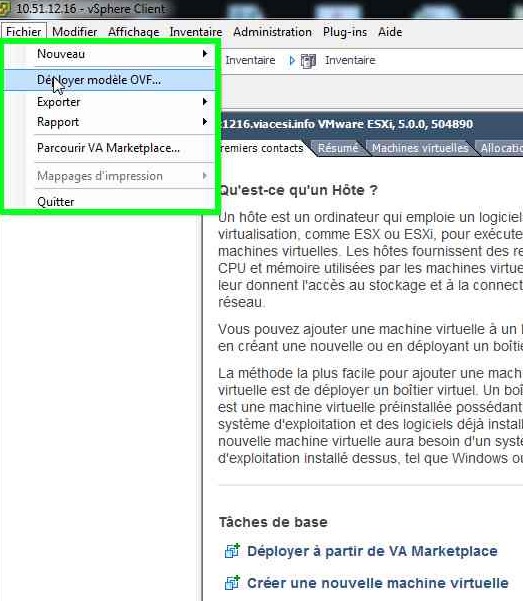 10.51.12.16 - vSphere Client
Fichier Modifier Affichage Inventaire Administration Plug-ins Aide
Nouveau
Déployer modèle OVF...
Exporter
Rapport
Parcourir VA Marketplace...
Mappages d'impression
Quitter
Inventaire Inventaire
1216.viacesi.info VMware ESXi, 5.0.0, 504890
remiers contacts Résumé Machines virtuelles Allocatio
Qu'est-ce qu'un Hôte ?
Un hôte est un ordinateur qui emploie un logiciel
virtualisation, comme ESX ou ESXi, pour exécute
machines virtuelles. Les hôtes fournissent des re
CPU et mémoire utilisées par les machines virtue
leur donnent l'accès au stockage et à la connect
réseau.
Vous pouvez ajouter une machine virtuelle à un
en créant une nouvelle ou en déployant un boîtie
La méthode la plus facile pour ajouter une mach
virtuelle est de déployer un boîtier virtuel. Un boî
est une machine virtuelle préinstallée possédant
système d'exploitation et des logiciels déjà install
nouvelle machine virtuelle aura besoin d'un systè
d'exploitation installé dessus, tel que Windows ou
Tâches de base
Déployer à partir de VA Marketplace
Créer une nouvelle machine virtuelle